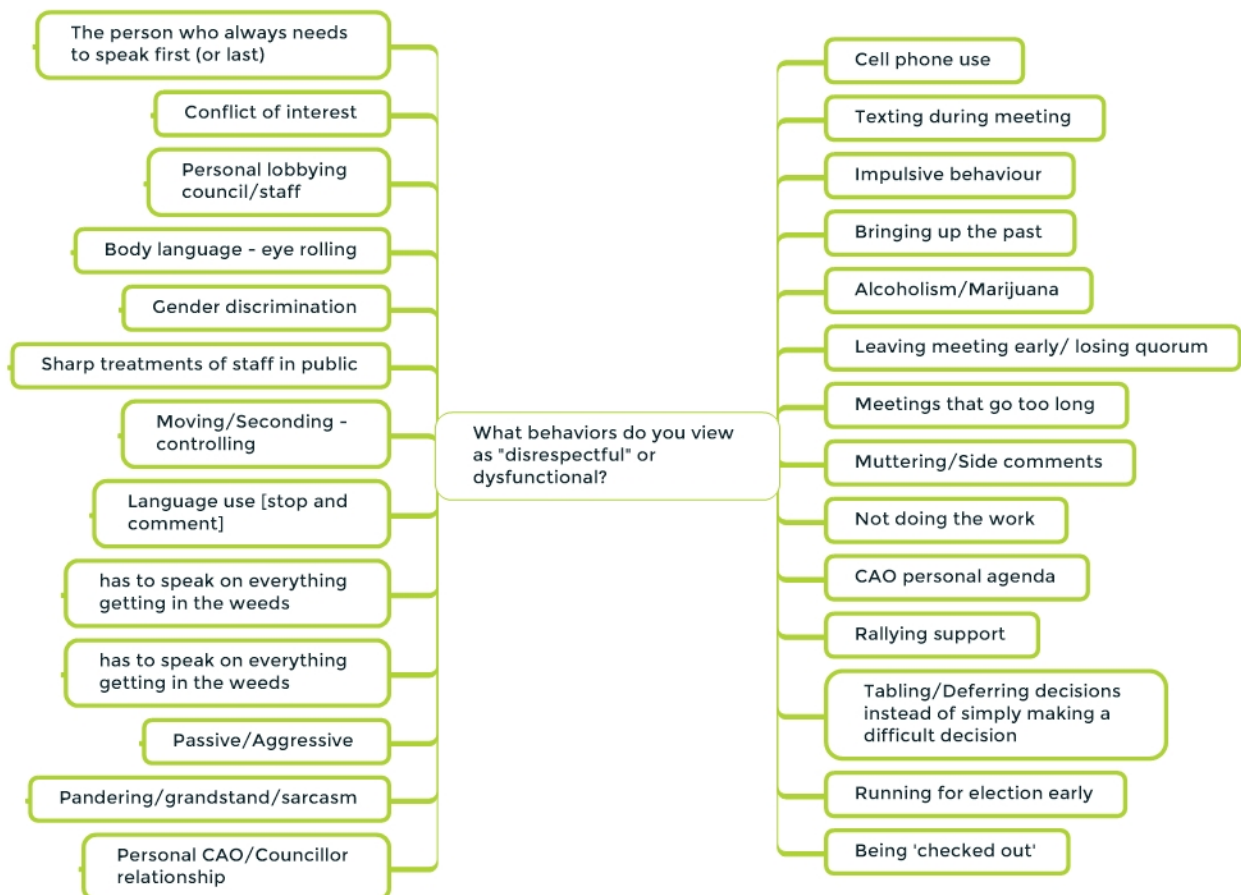 The person who always needs
to speak first (or last)
Conflict of interest
Personal lobbying
council/staff
Body language - eye rolling
Gender discrimination
Sharp treatments of staff in public
Moving/Seconding -
controlling
Language use [stop and
comment]
has to speak on everything
getting in the weeds
has to speak on everything
getting in the weeds
Passive/Aggressive
Pandering/grandstand/sarcasm
Personal CAO/Councillor
relationship
What behaviors do you view
as "disrespectful" or
dysfunctional?
Cell phone use
Texting during meeting
Impulsive behaviour
Bringing up the past
Alcoholism/Marijuana
Leaving meeting early/ losing quorum
Meetings that go too long
Muttering/Side comments
Not doing the work
CAO personal agenda
Rallying support
Tabling/Deferring decisions
instead of simply making a
difficult decision
Running for election early
Being 'checked out'